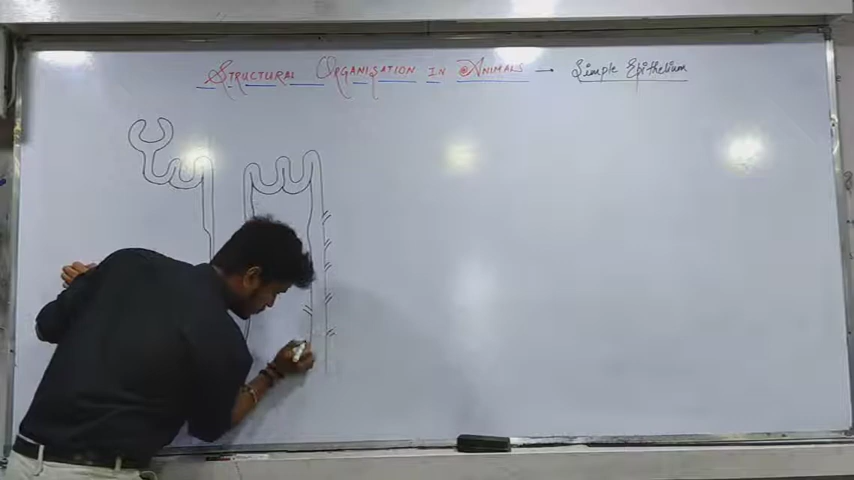 STRUCTURAL ORGANISATION IN ANIMALS → Simple Epithelium